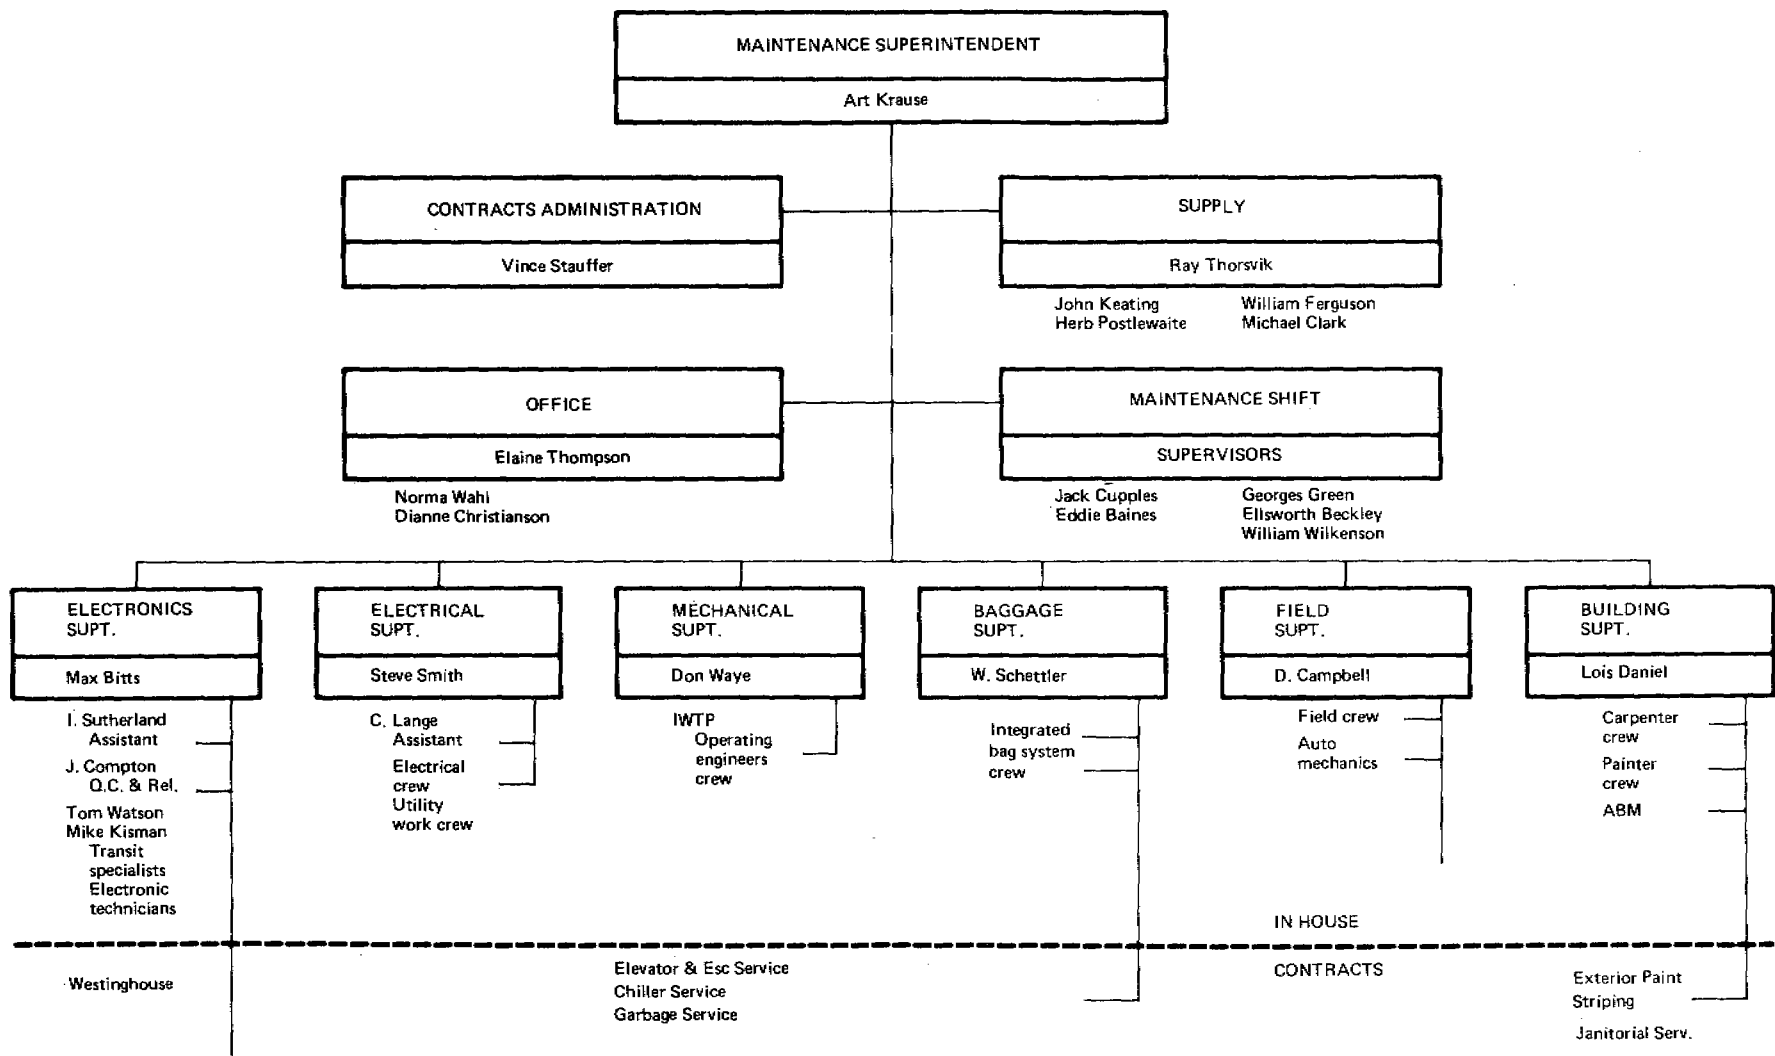 MAINTENANCE SUPERINTENDENT
Art Krause
CONTRACTS ADMINISTRATION
Vince Stauffer
SUPPLY
Ray Thorsvik
John Keating
Herb Postlewaite
William Ferguson
Michael Clark
OFFICE
Elaine Thompson
Norma Wahl
Dianne Christianson
MAINTENANCE SHIFT
SUPERVISORS
Jack Cupples
Eddie Baines
Georges Green
Ellsworth Beckley
William Wilkenson
ELECTRONICS
SUPT.
Max Bitts
I. Sutherland
Assistant
J. Compton
Q.C. & Rel.
Tom Watson
Mike Kisman
Transit
specialists
Electronic
technicians
ELECTRICAL
SUPT.
Steve Smith
C. Lange
Assistant
Electrical
crew
Utility
work crew
MECHANICAL
SUPT.
Don Waye
IWTP
Operating
engineers
crew
BAGGAGE
SUPT.
W. Schettler
Integrated
bag system
crew
FIELD
SUPT.
D. Campbell
Field crew
Auto
mechanics
BUILDING
SUPT.
Lois Daniel
Carpenter
crew
Painter
crew
ABM
IN HOUSE
CONTRACTS
Westinghouse
Elevator & Esc Service
Chiller Service
Garbage Service
Exterior Paint
Striping
Janitorial Serv.